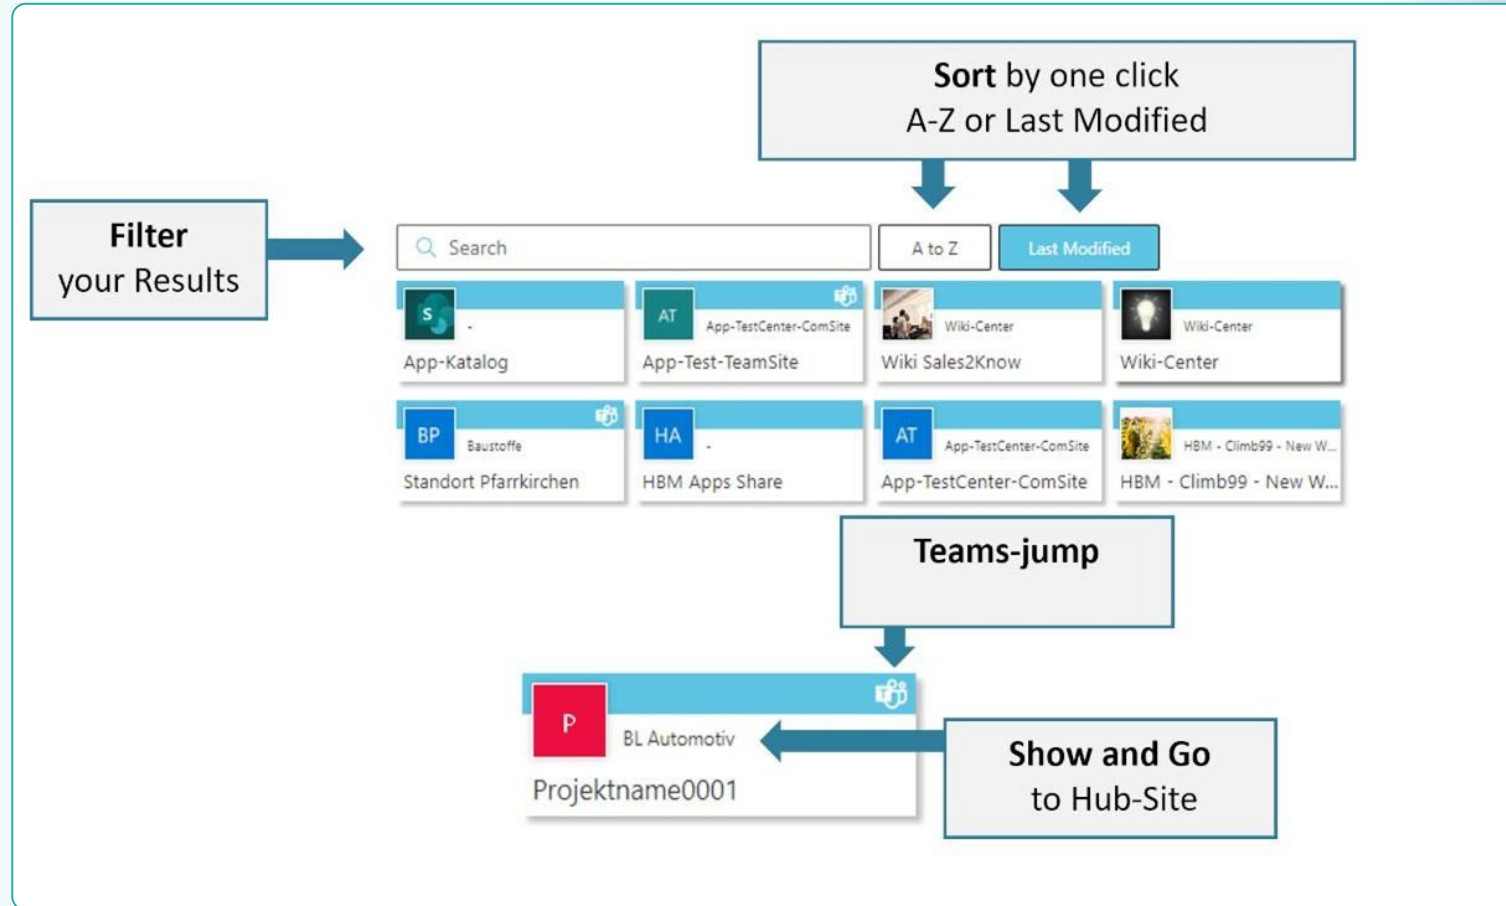 Sort by one click
A-Z or Last Modified
Filter
your Results
Search
A to Z
Last Modified
S
-
App-Katalog
AT
App-TestCenter-ComSite
App-Test-TeamSite
Wiki-Center
Wiki Sales2Know
Wiki-Center
Wiki-Center
BP
Baustoffe
Standort Pfarrkirchen
HA
-
HBM Apps Share
AT
App-TestCenter-ComSite
App-TestCenter-ComSite
HBM - Climb99 - New W...
HBM - Climb99 - New W...
Teams-jump
P
BL Automotiv
Projektname0001
Show and Go
to Hub-Site